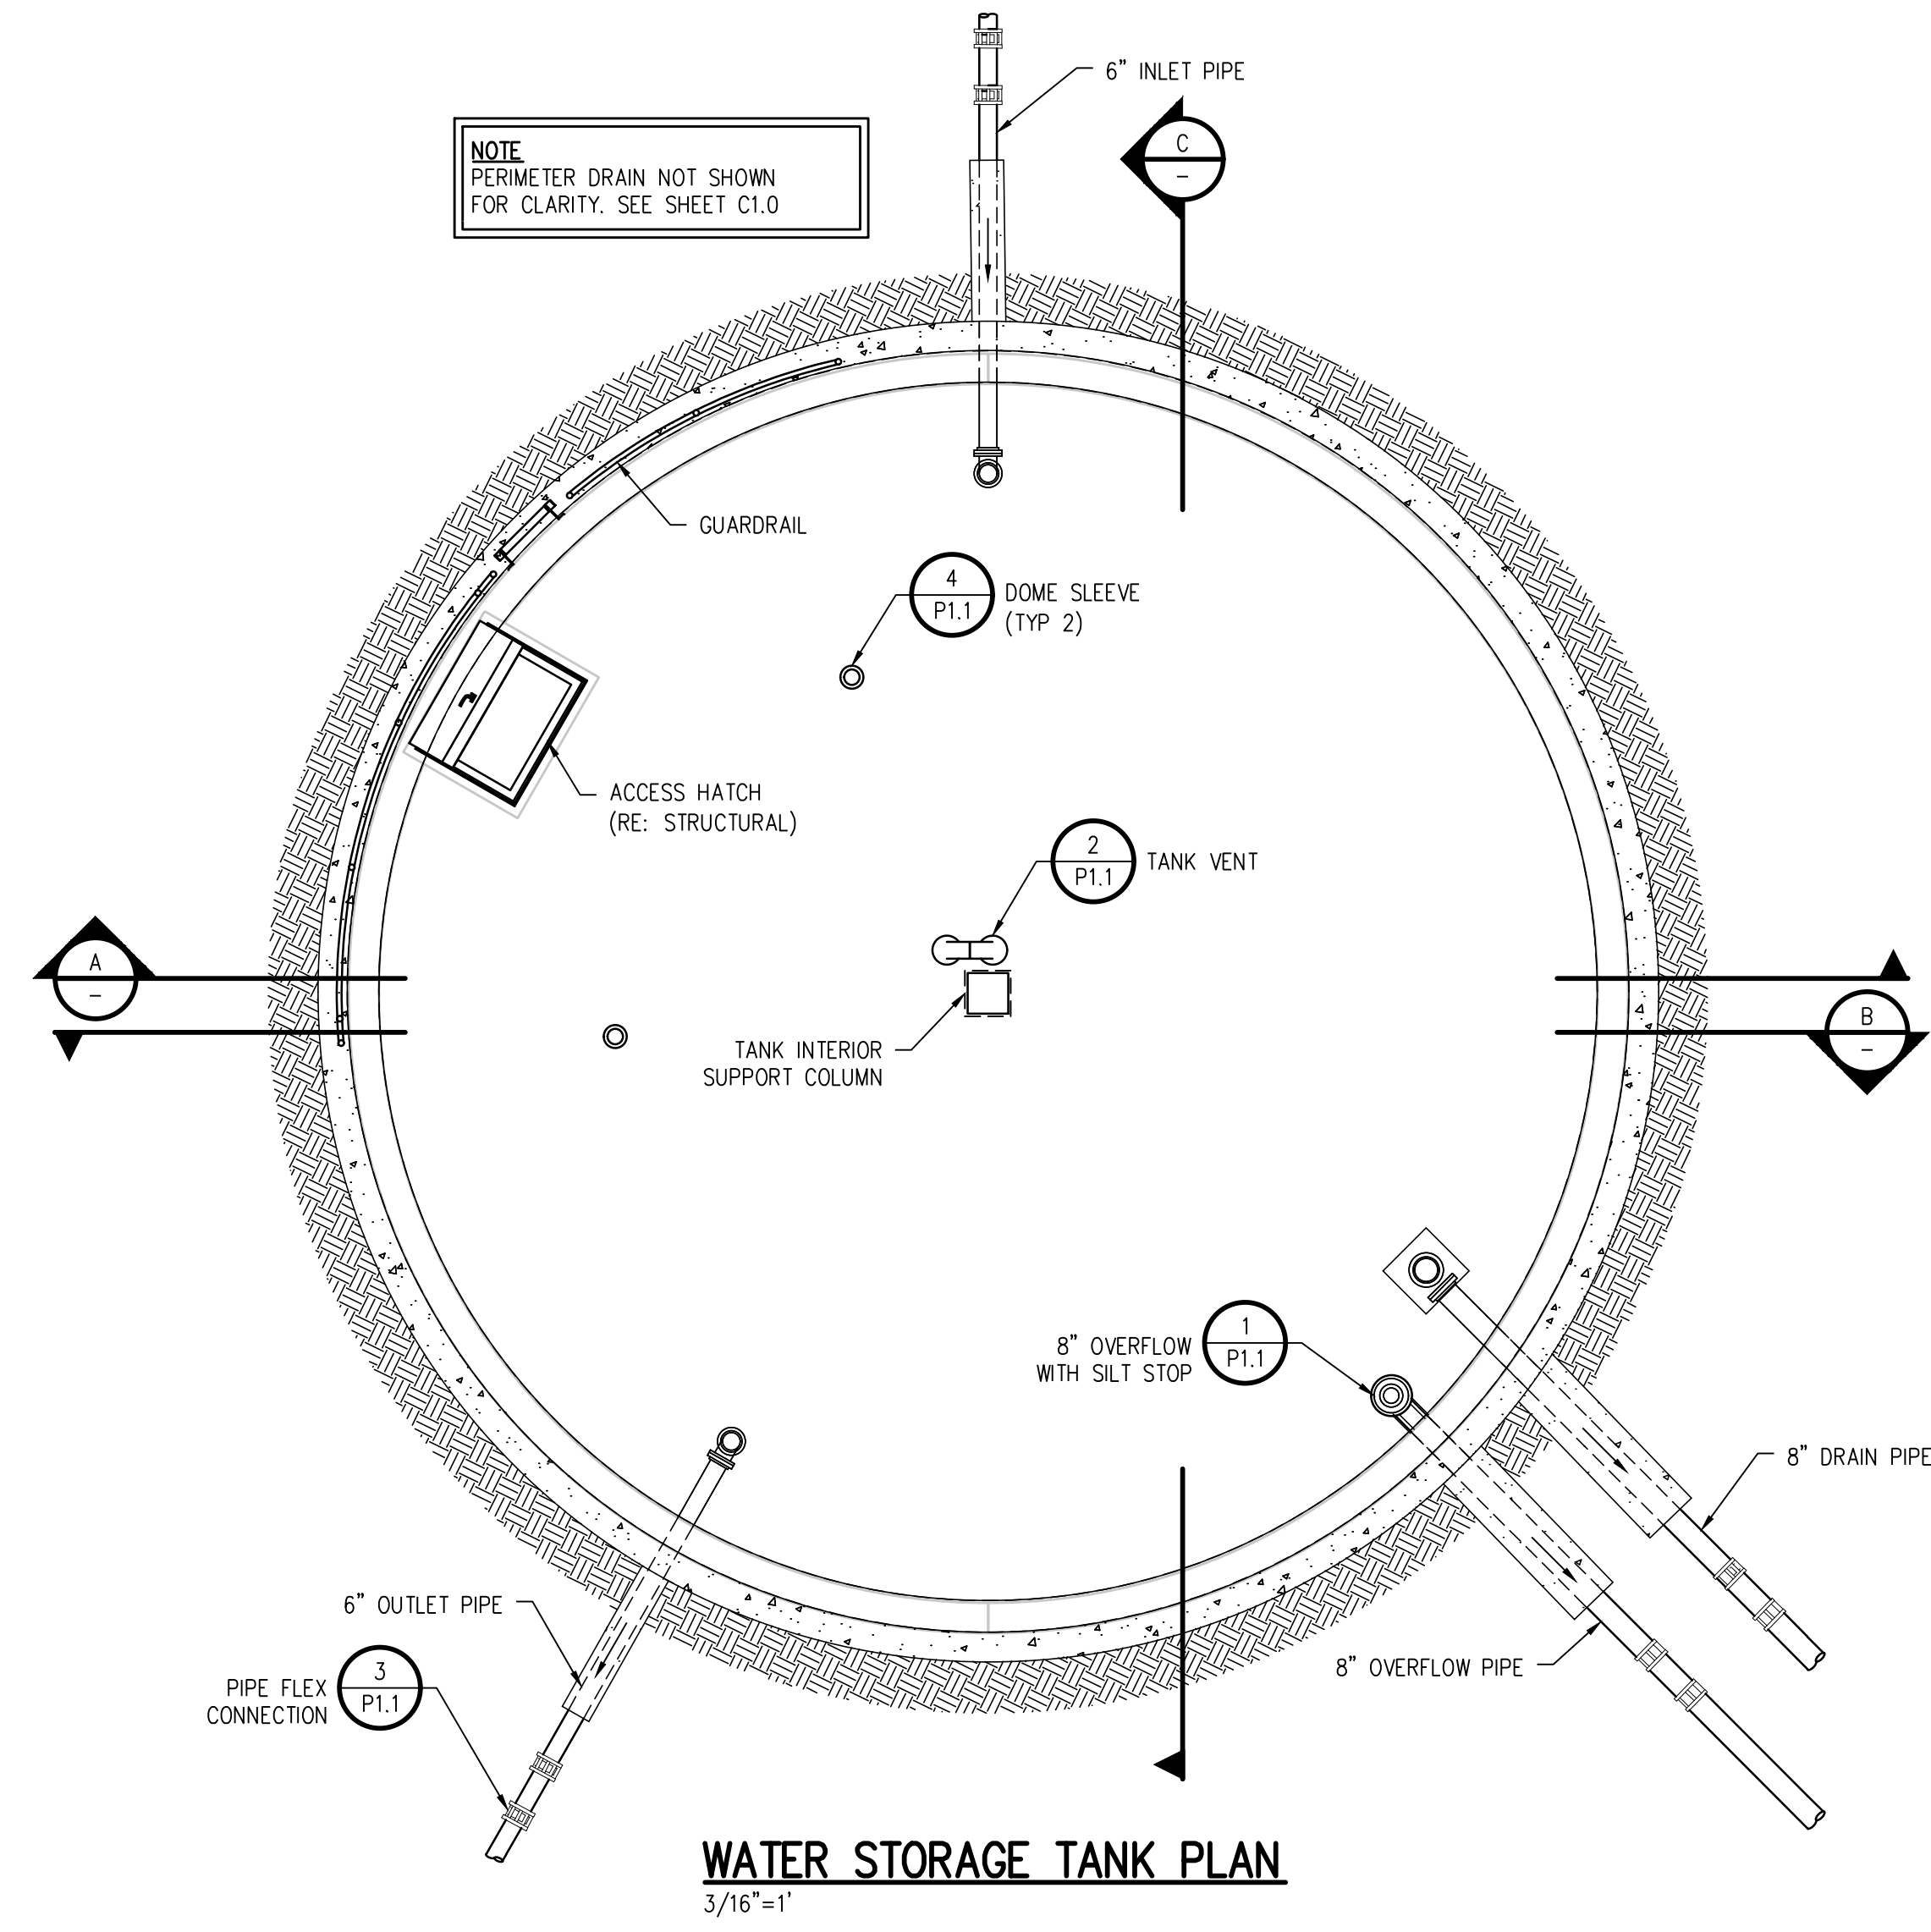 6" INLET PIPE
C
-
NOTE
PERIMETER DRAIN NOT SHOWN
FOR CLARITY. SEE SHEET C1.0
GUARDRAIL
4
P1.1
DOME SLEEVE
(TYP 2)
ACCESS HATCH
(RE: STRUCTURAL)
2
P1.1
TANK VENT
A
-
B
-
TANK INTERIOR
SUPPORT COLUMN
8" OVERFLOW
WITH SILT STOP
1
P1.1
8" DRAIN PIPE
6" OUTLET PIPE
8" OVERFLOW PIPE
PIPE FLEX
CONNECTION
3
P1.1
WATER STORAGE TANK PLAN
3/16"=1'